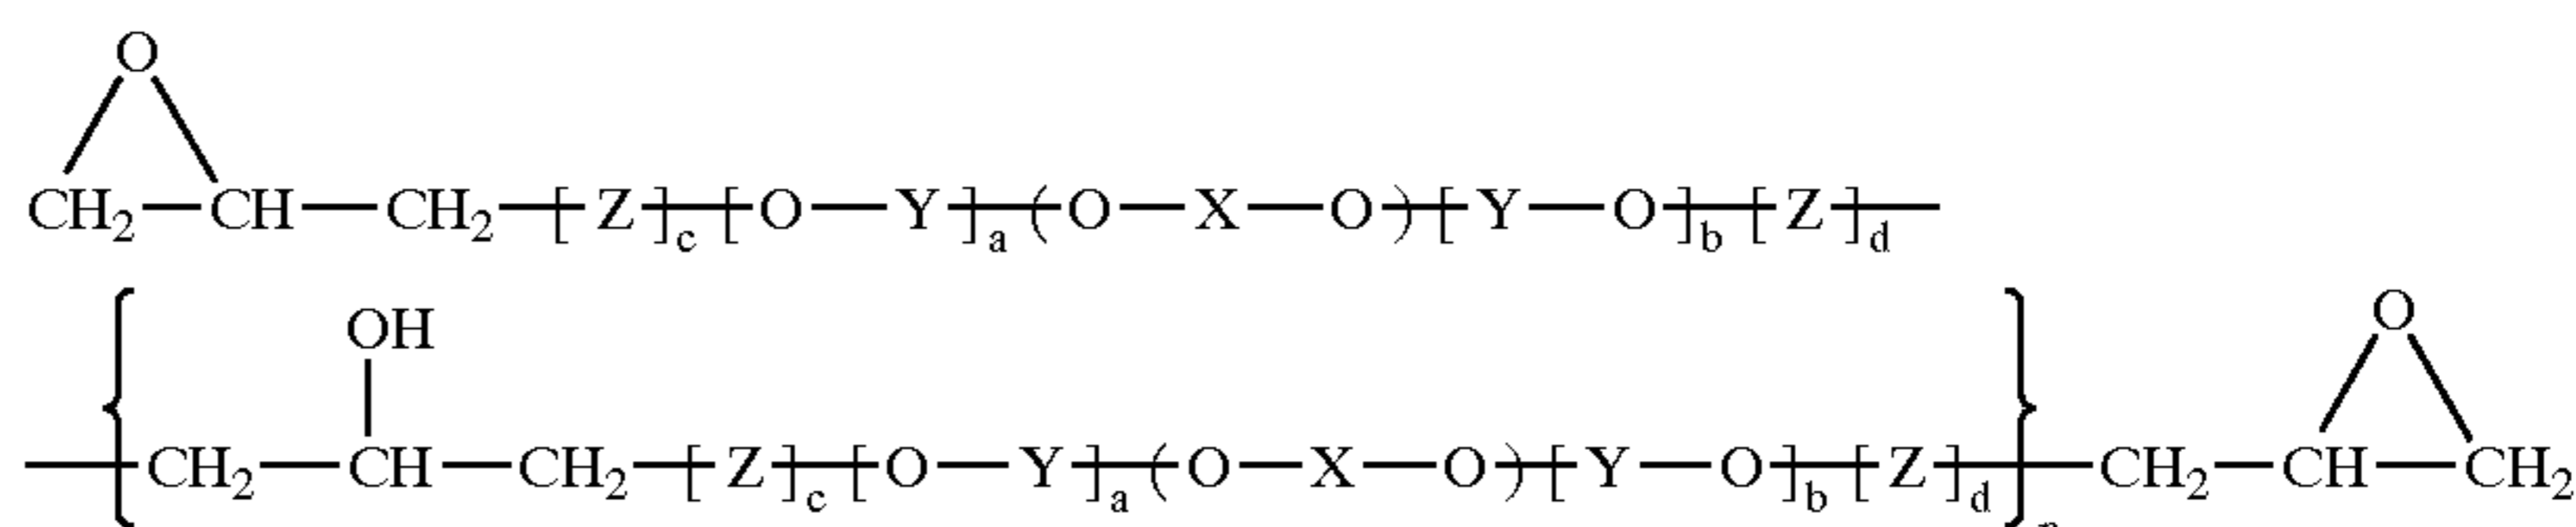 O
CH₂—CH—CH₂—[Z]c—[O—Y]a—(O—X—O)—[Y—O]b—[Z]d—
OH O
—{CH₂—CH—CH₂—[Z]c—[O—Y]a—(O—X—O)—[Y—O]b—[Z]d}—CH₂—CH—CH₂